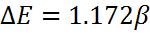 ΔE = 1.172β